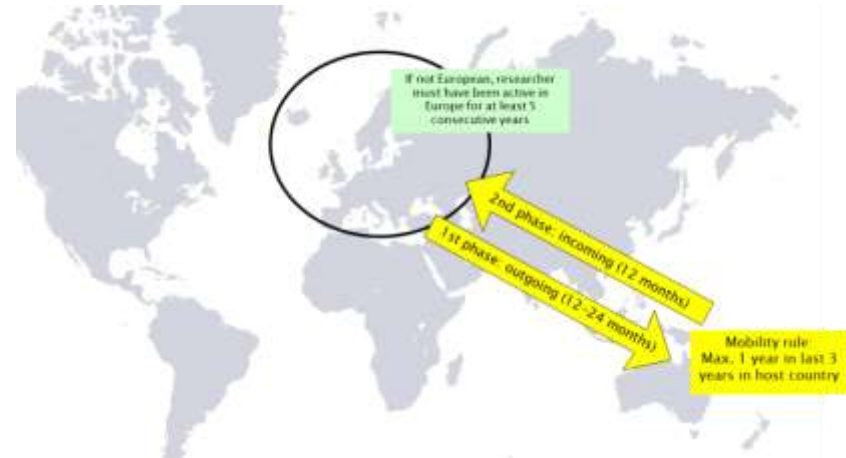 If not European, researcher
must have been active in
Europe for at least 5
consecutive years
2nd phase: incoming (12 months)
1st phase: outgoing (12-24 months)
Mobility rule
Max. 1 year in last 3
years in host country